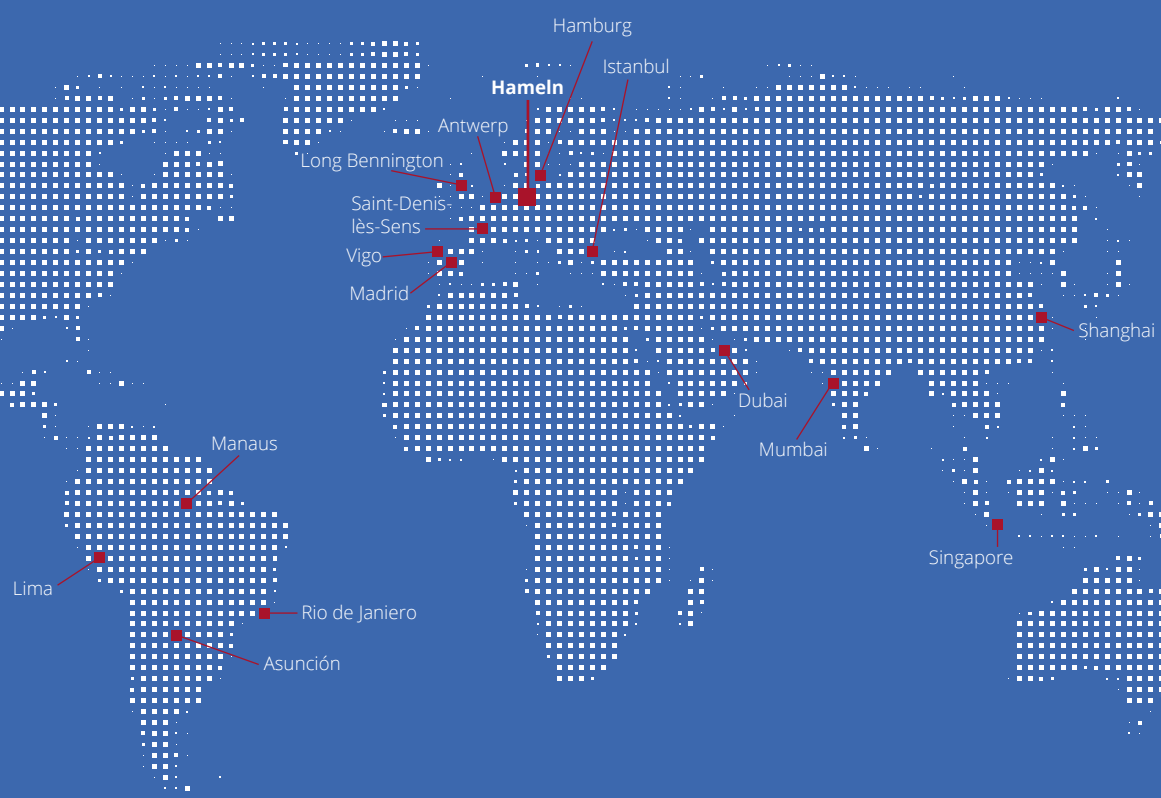 Hamburg
Istanbul
Hameln
Antwerp
Long Bennington
Saint-Denis-
lès-Sens
Vigo
Madrid
Shanghai
Dubai
Mumbai
Manaus
Singapore
Lima
Rio de Janiero
Asunción